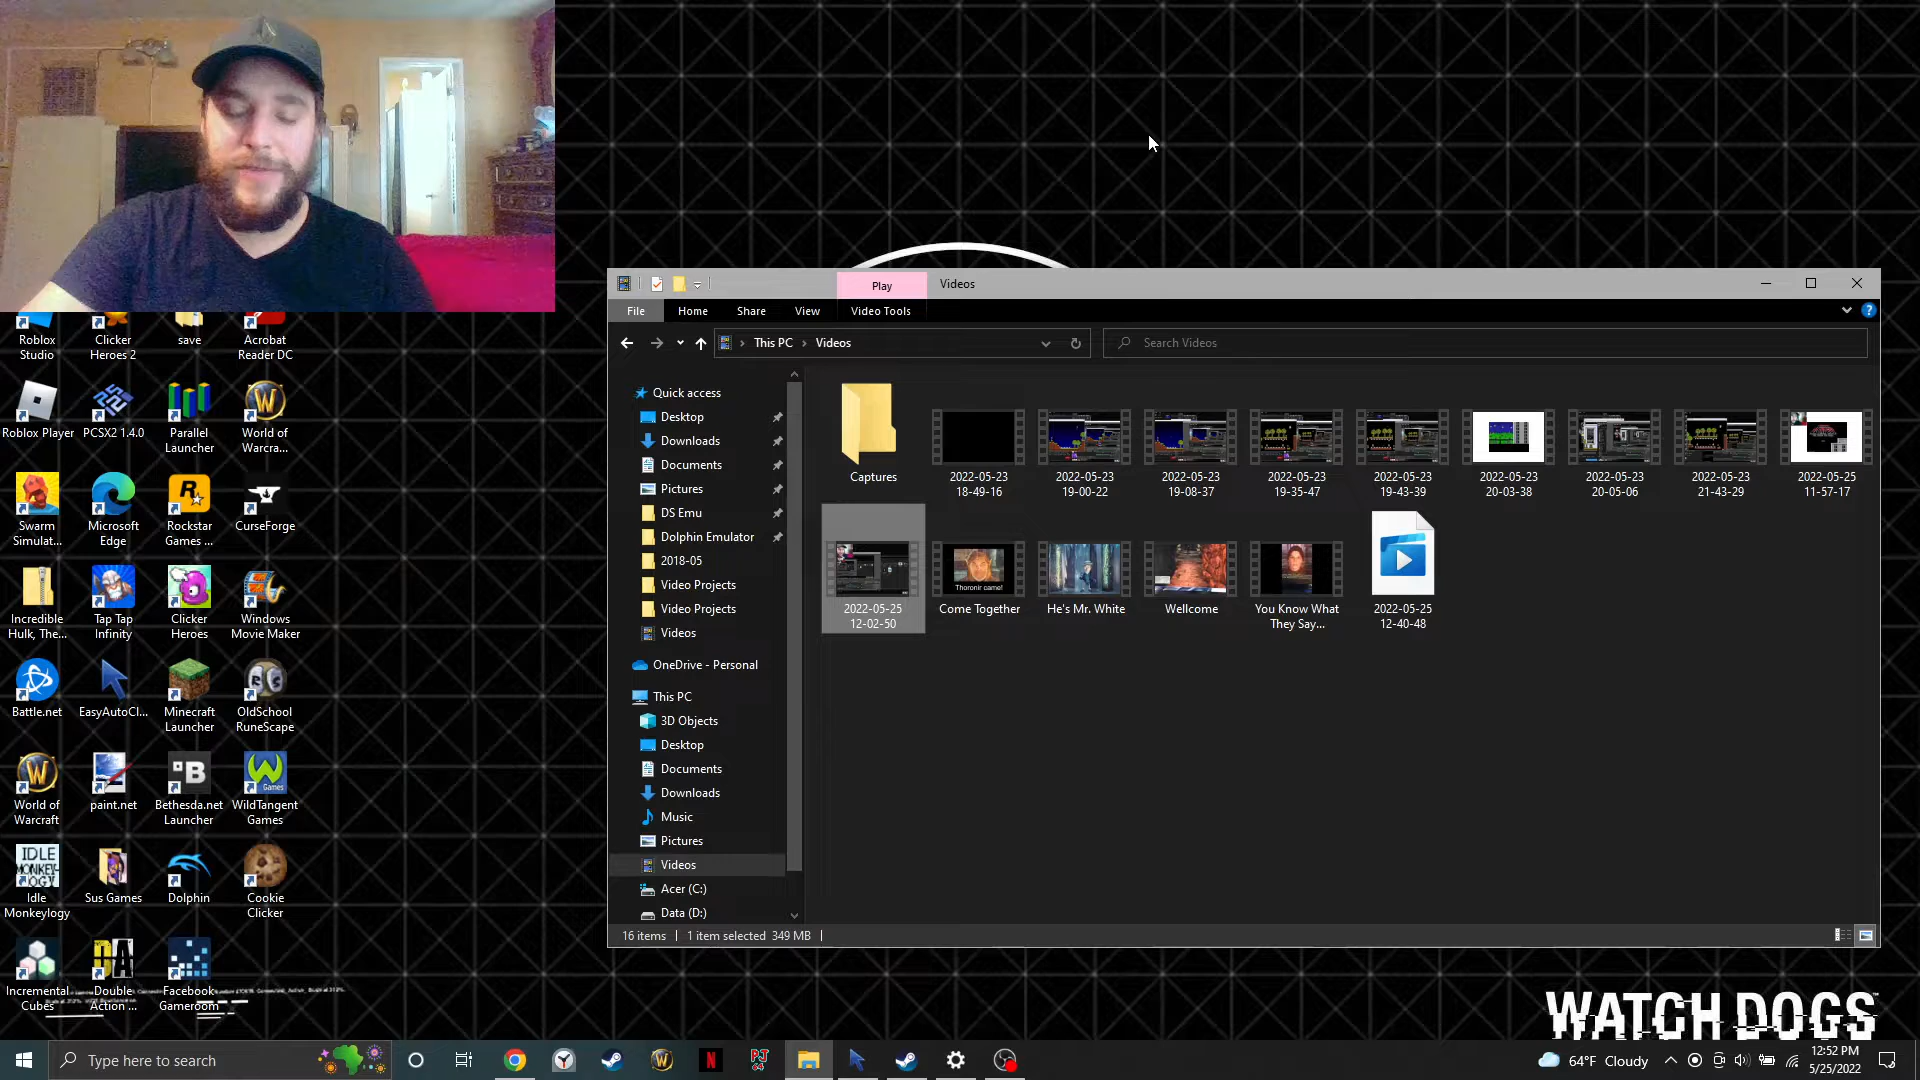 Play
Videos
File
Home
Share
View
Video Tools
This PC
Videos
Search Videos
Quick access
Desktop
Downloads
Documents
Pictures
DS Emu
Dolphin Emulator
2018-05
Video Projects
Video Projects
Videos
OneDrive - Personal
This PC
3D Objects
Desktop
Documents
Downloads
Music
Pictures
Videos
Acer (C:)
Data (D:)
Captures
2022-05-23
18-49-16
2022-05-23
19-00-22
2022-05-23
19-08-37
2022-05-23
19-35-47
2022-05-23
19-43-39
2022-05-23
20-03-38
2022-05-23
20-05-06
2022-05-23
21-43-29
2022-05-25
11-57-17
2022-05-25
12-02-50
Thoronir came!
Come Together
He's Mr. White
Wellcome
You Know What
They Say...
2022-05-25
12-40-48
16 items
1 item selected 349 MB
Roblox
Studio
Clicker
Heroes 2
save
Acrobat
Reader DC
Roblox Player
PCSX2 1.4.0
Parallel
Launcher
World of
Warcra...
Swarm
Simulat...
Microsoft
Edge
Rockstar
Games ...
CurseForge
Incredible
Hulk, The...
Tap Tap
Infinity
Clicker
Heroes
Windows
Movie Maker
Battle.net
EasyAutoCl...
Minecraft
Launcher
OldSchool
RuneScape
World of
Warcraft
paint.net
Bethesda.net
Launcher
WildTangent
Games
IDLE
MONKEY-
OGY
Idle
Monkeylogy
Sus Games
Dolphin
Cookie
Clicker
Incremental
Cubes
DA
Double
Action ...
Facebook
Gameroom
WATCH DOGS
Type here to search
64°F Cloudy
12:52 PM
5/25/2022